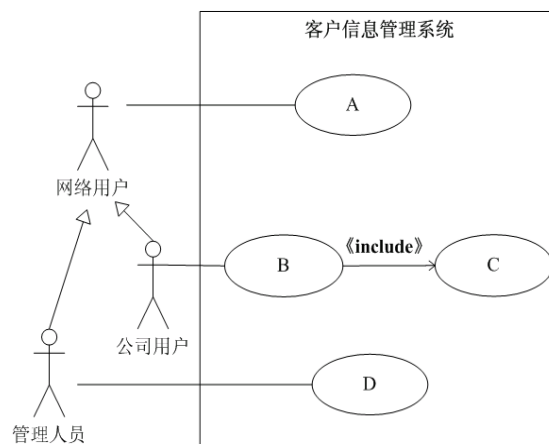 客户信息管理系统
A
网络用户
《include》
B
C
公司用户
D
管理人员